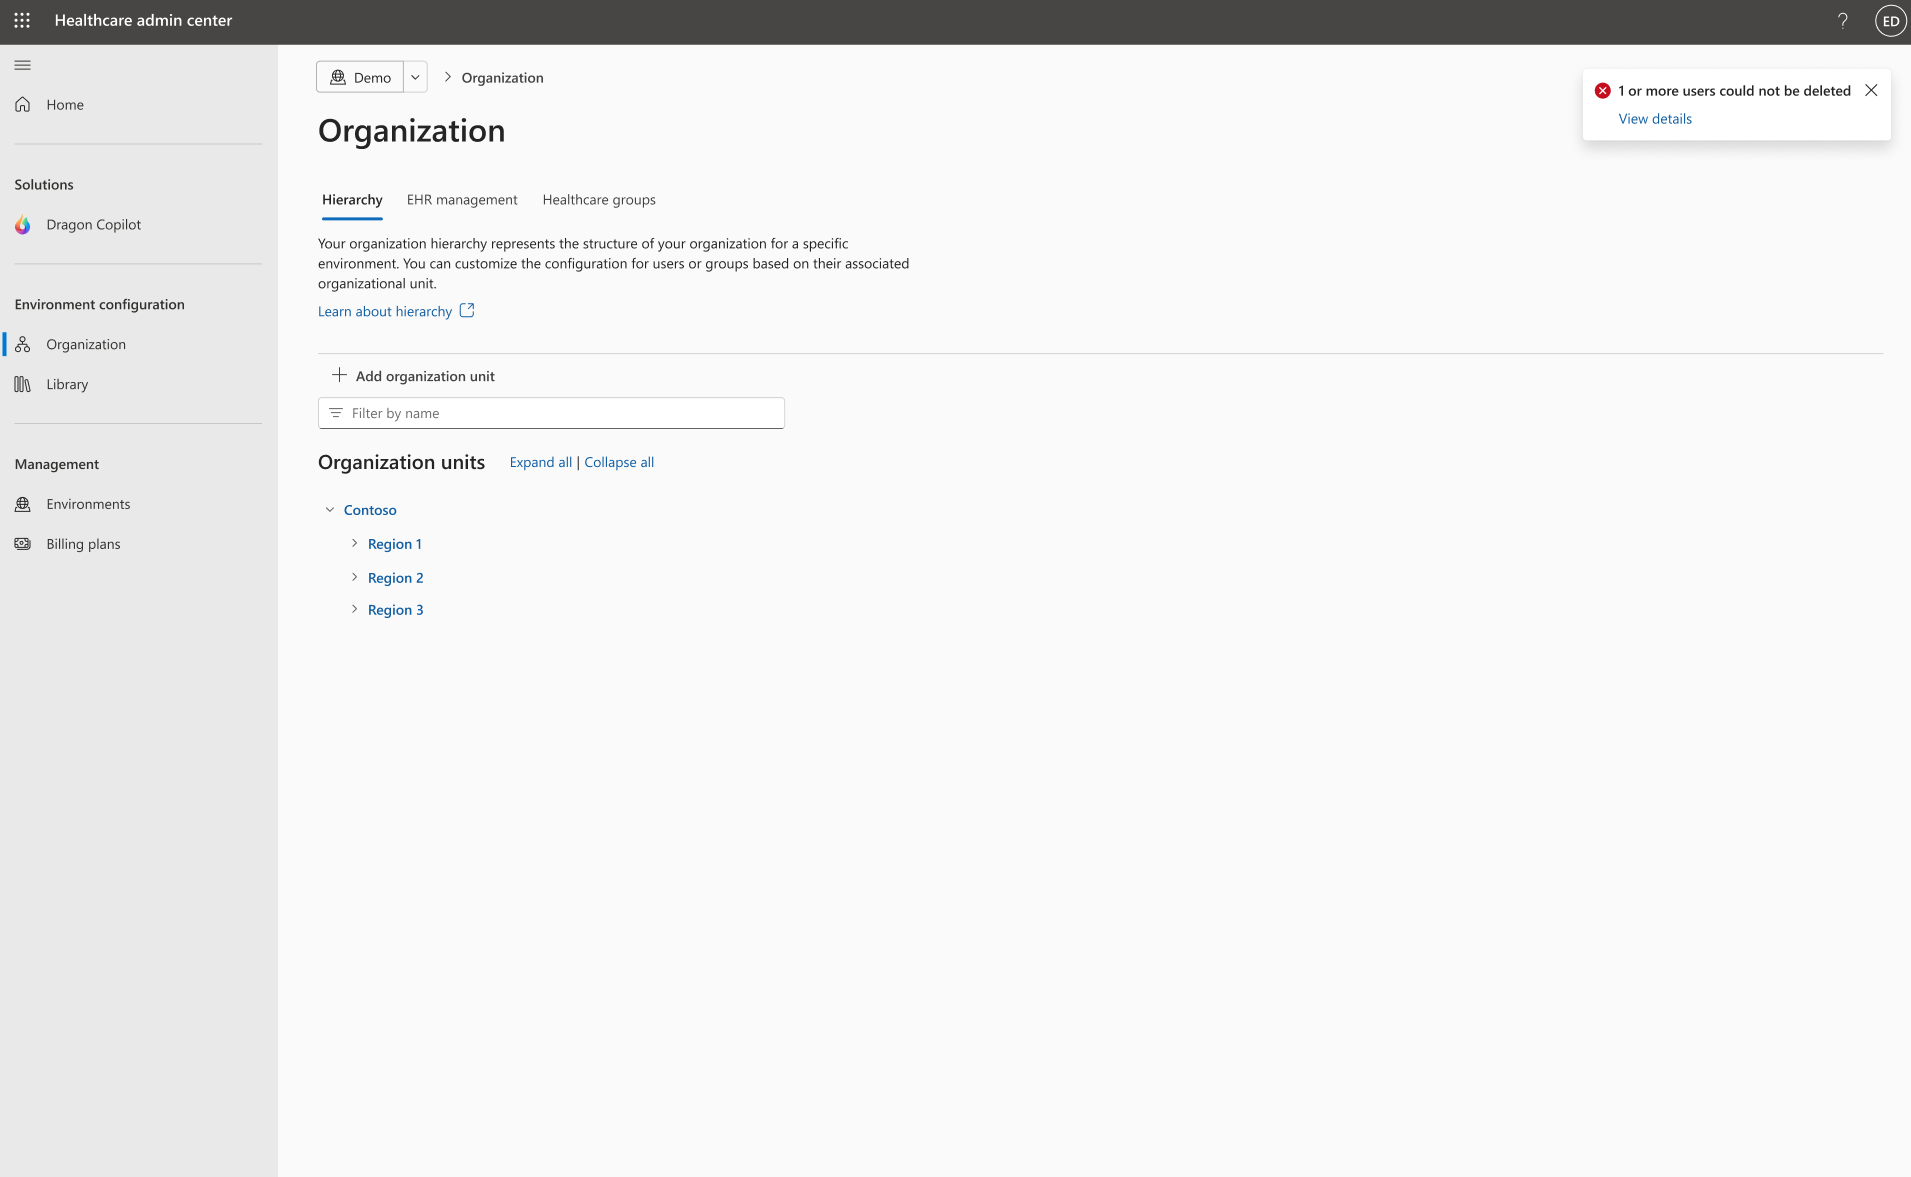 Healthcare admin center
?
ED
Home
Solutions
Dragon Copilot
Environment configuration
Organization
Library
Management
Environments
Billing plans
Demo
Organization
1 or more users could not be deleted
View details
Organization
Hierarchy
EHR management
Healthcare groups
Your organization hierarchy represents the structure of your organization for a specific
environment. You can customize the configuration for users or groups based on their associated
organizational unit.
Learn about hierarchy
Add organization unit
Filter by name
Organization units
Expand all | Collapse all
Contoso
Region 1
Region 2
Region 3